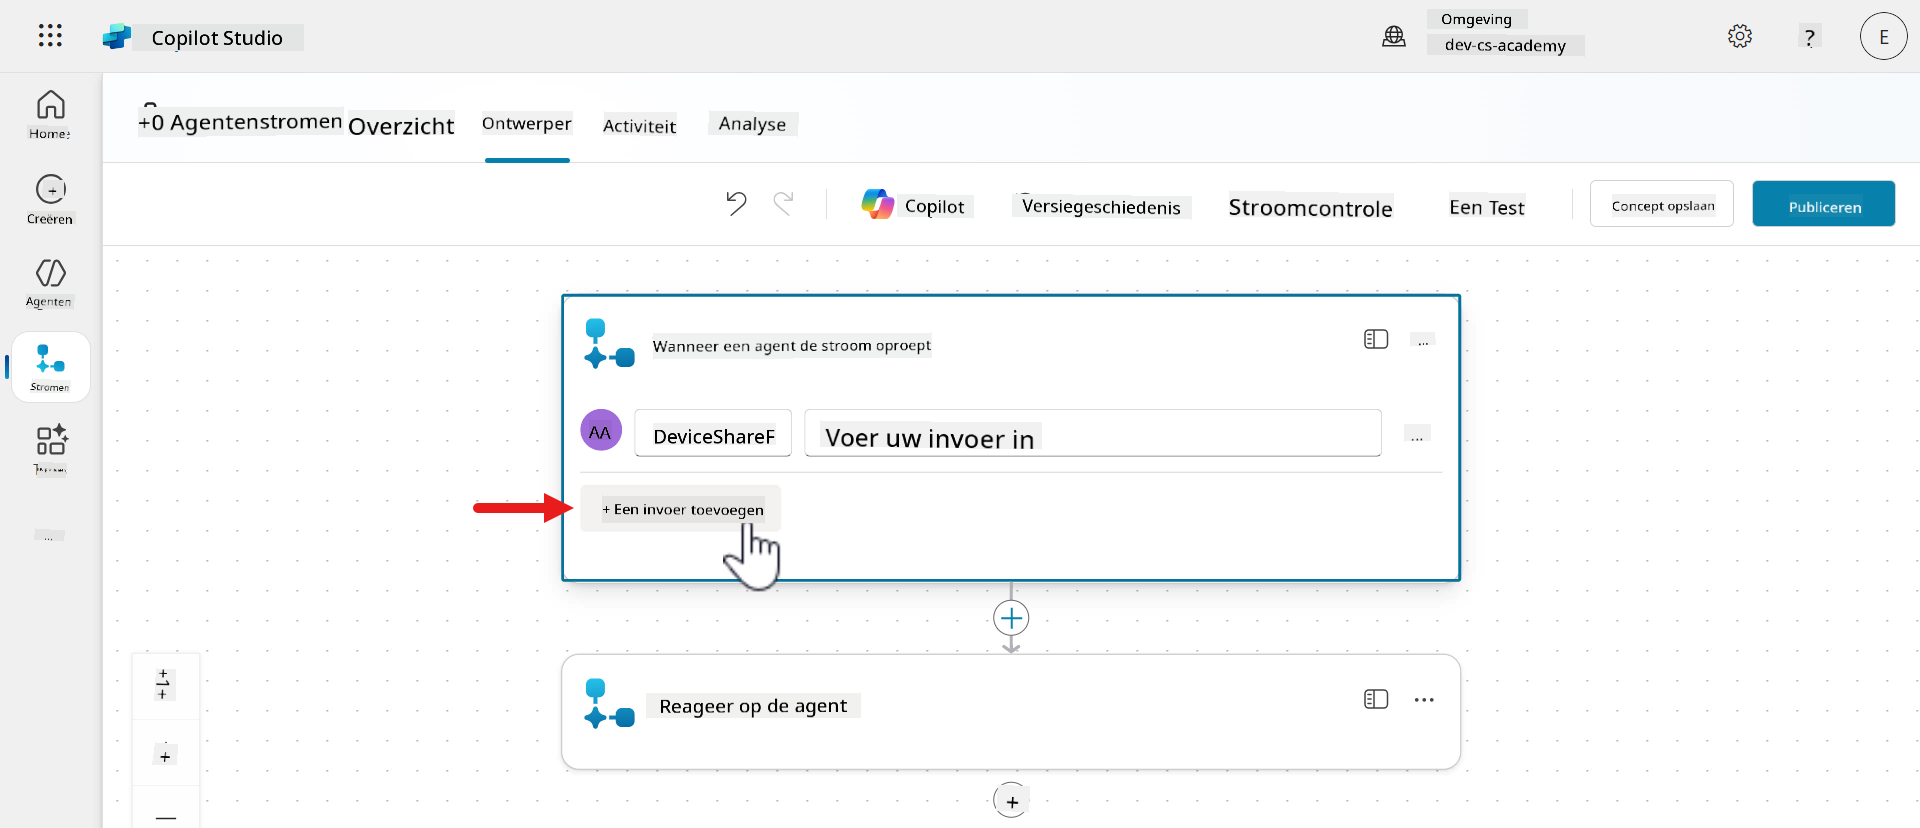 Copilot Studio
Omgeving
dev-cs-academy
?
E
Home
Creëren
Agenten
Stromen
...
+0 Agentenstromen
Overzicht
Ontwerper
Activiteit
Analyse
Copilot
Versiegeschiedenis
Stroomcontrole
Een Test
Concept opslaan
Publiceren
Wanneer een agent de stroom oproept
...
AA
DeviceShareF
Voer uw invoer in
...
+ Een invoer toevoegen
Reageer op de agent